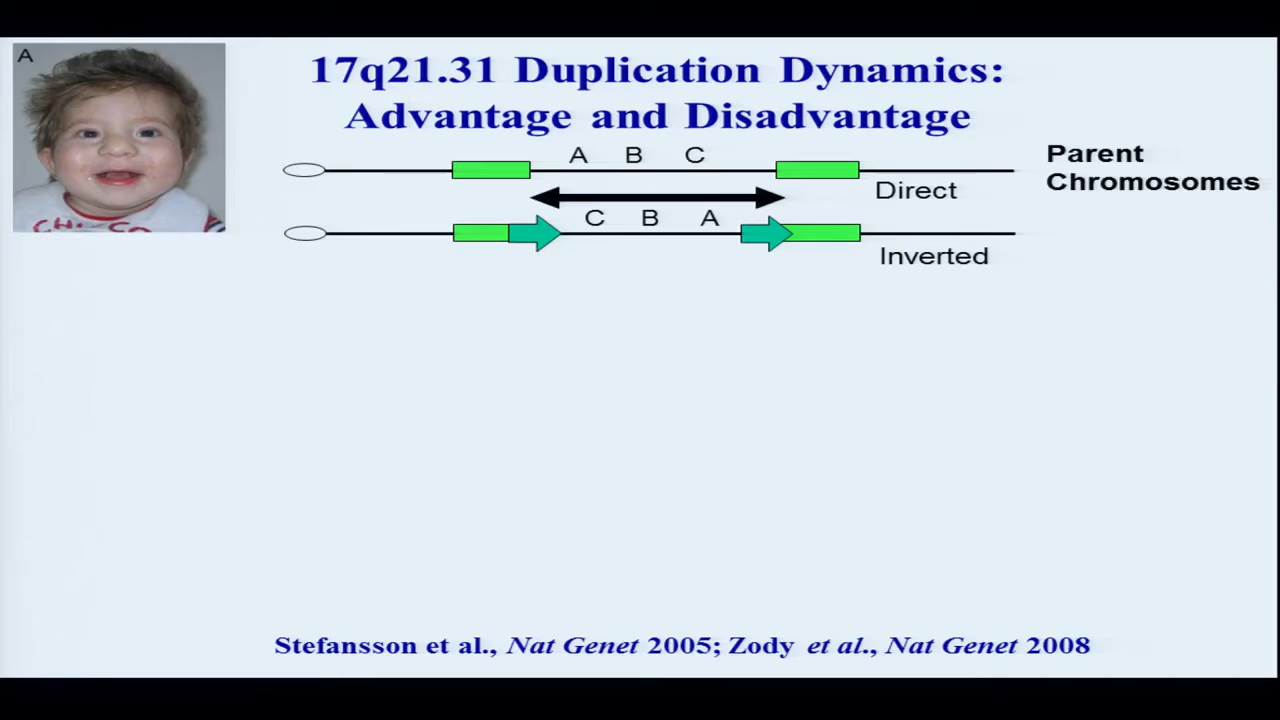 A
17q21.31 Duplication Dynamics:
Advantage and Disadvantage
A B C
Parent
Chromosomes
Direct
C B A
Inverted
Stefansson et al., Nat Genet 2005; Zody et al., Nat Genet 2008